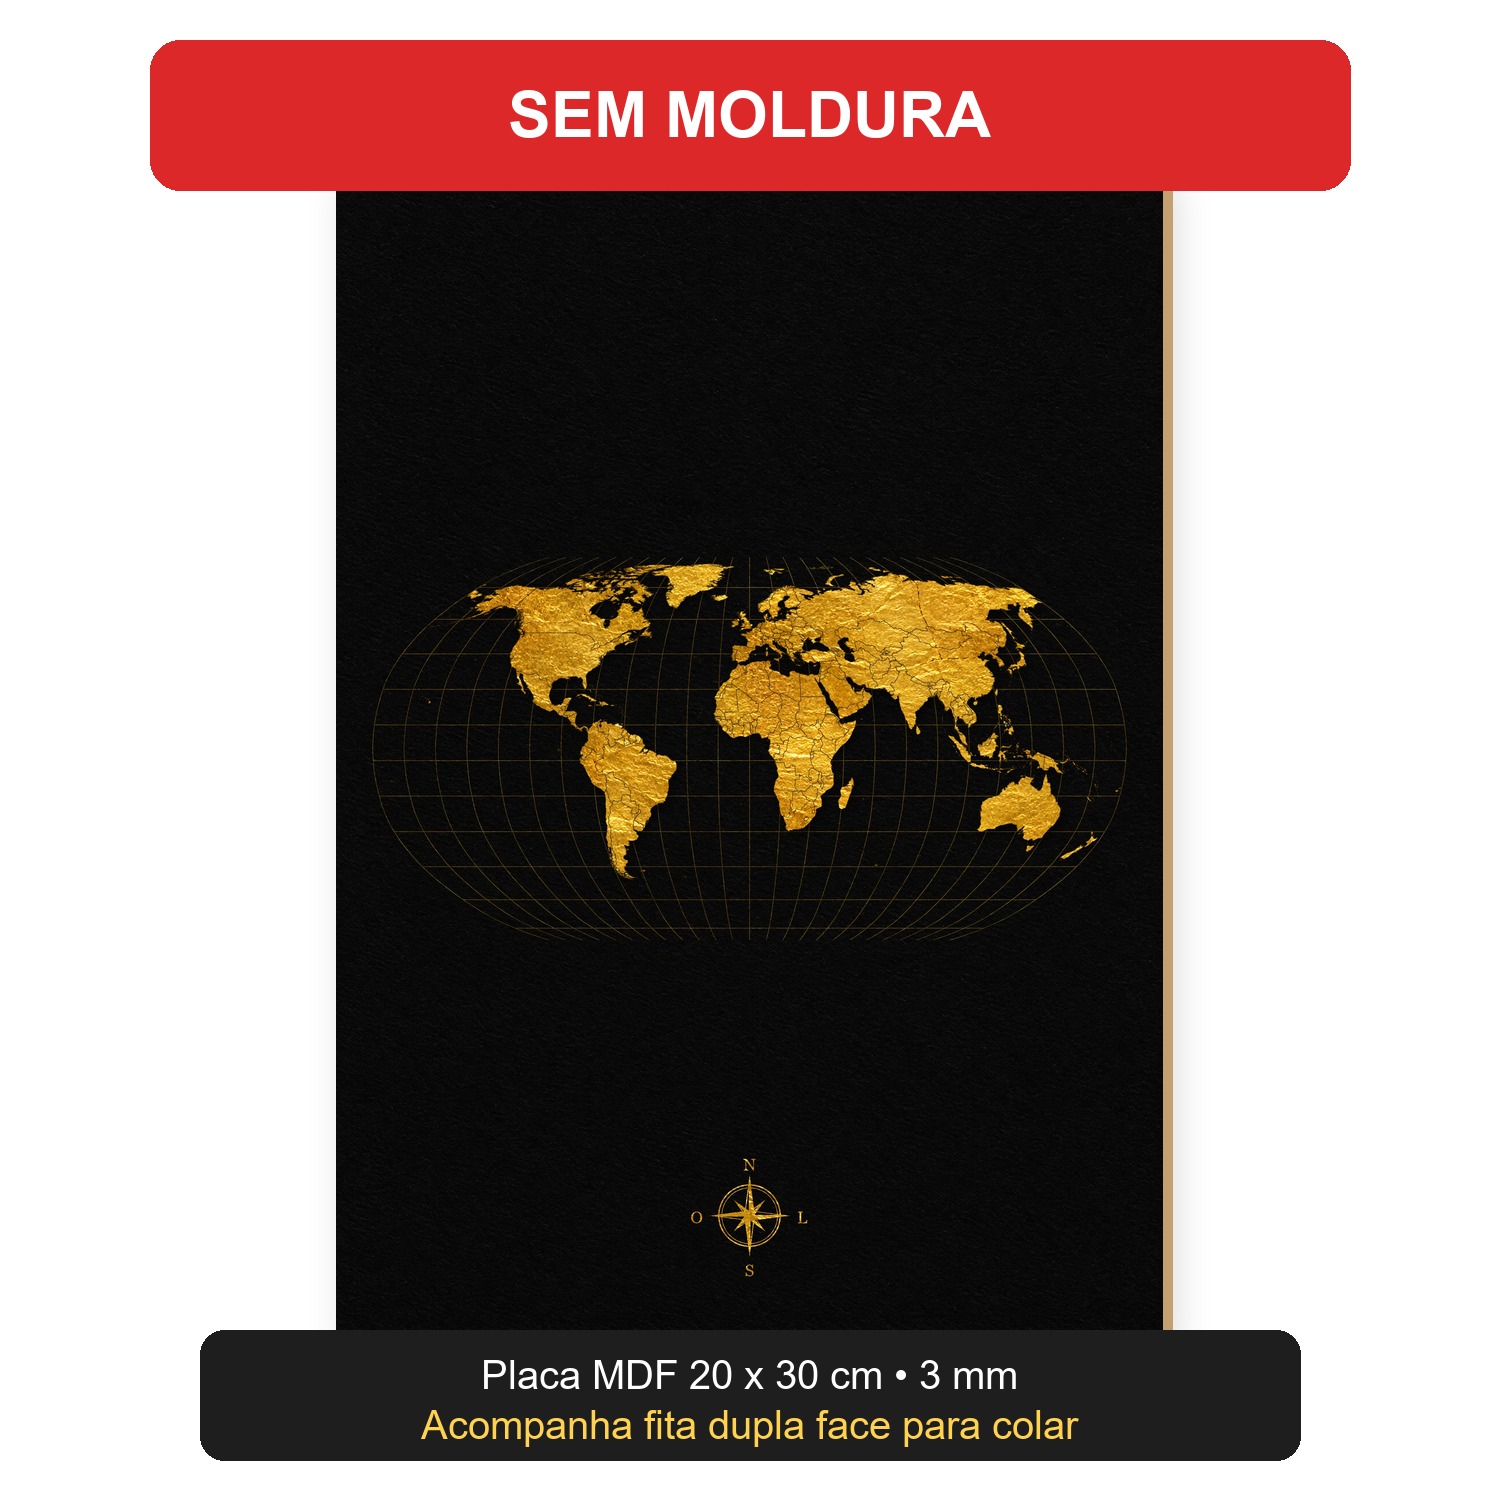 SEM MOLDURA
N
O L
S
Placa MDF 20 x 30 cm • 3 mm
Acompanha fita dupla face para colar